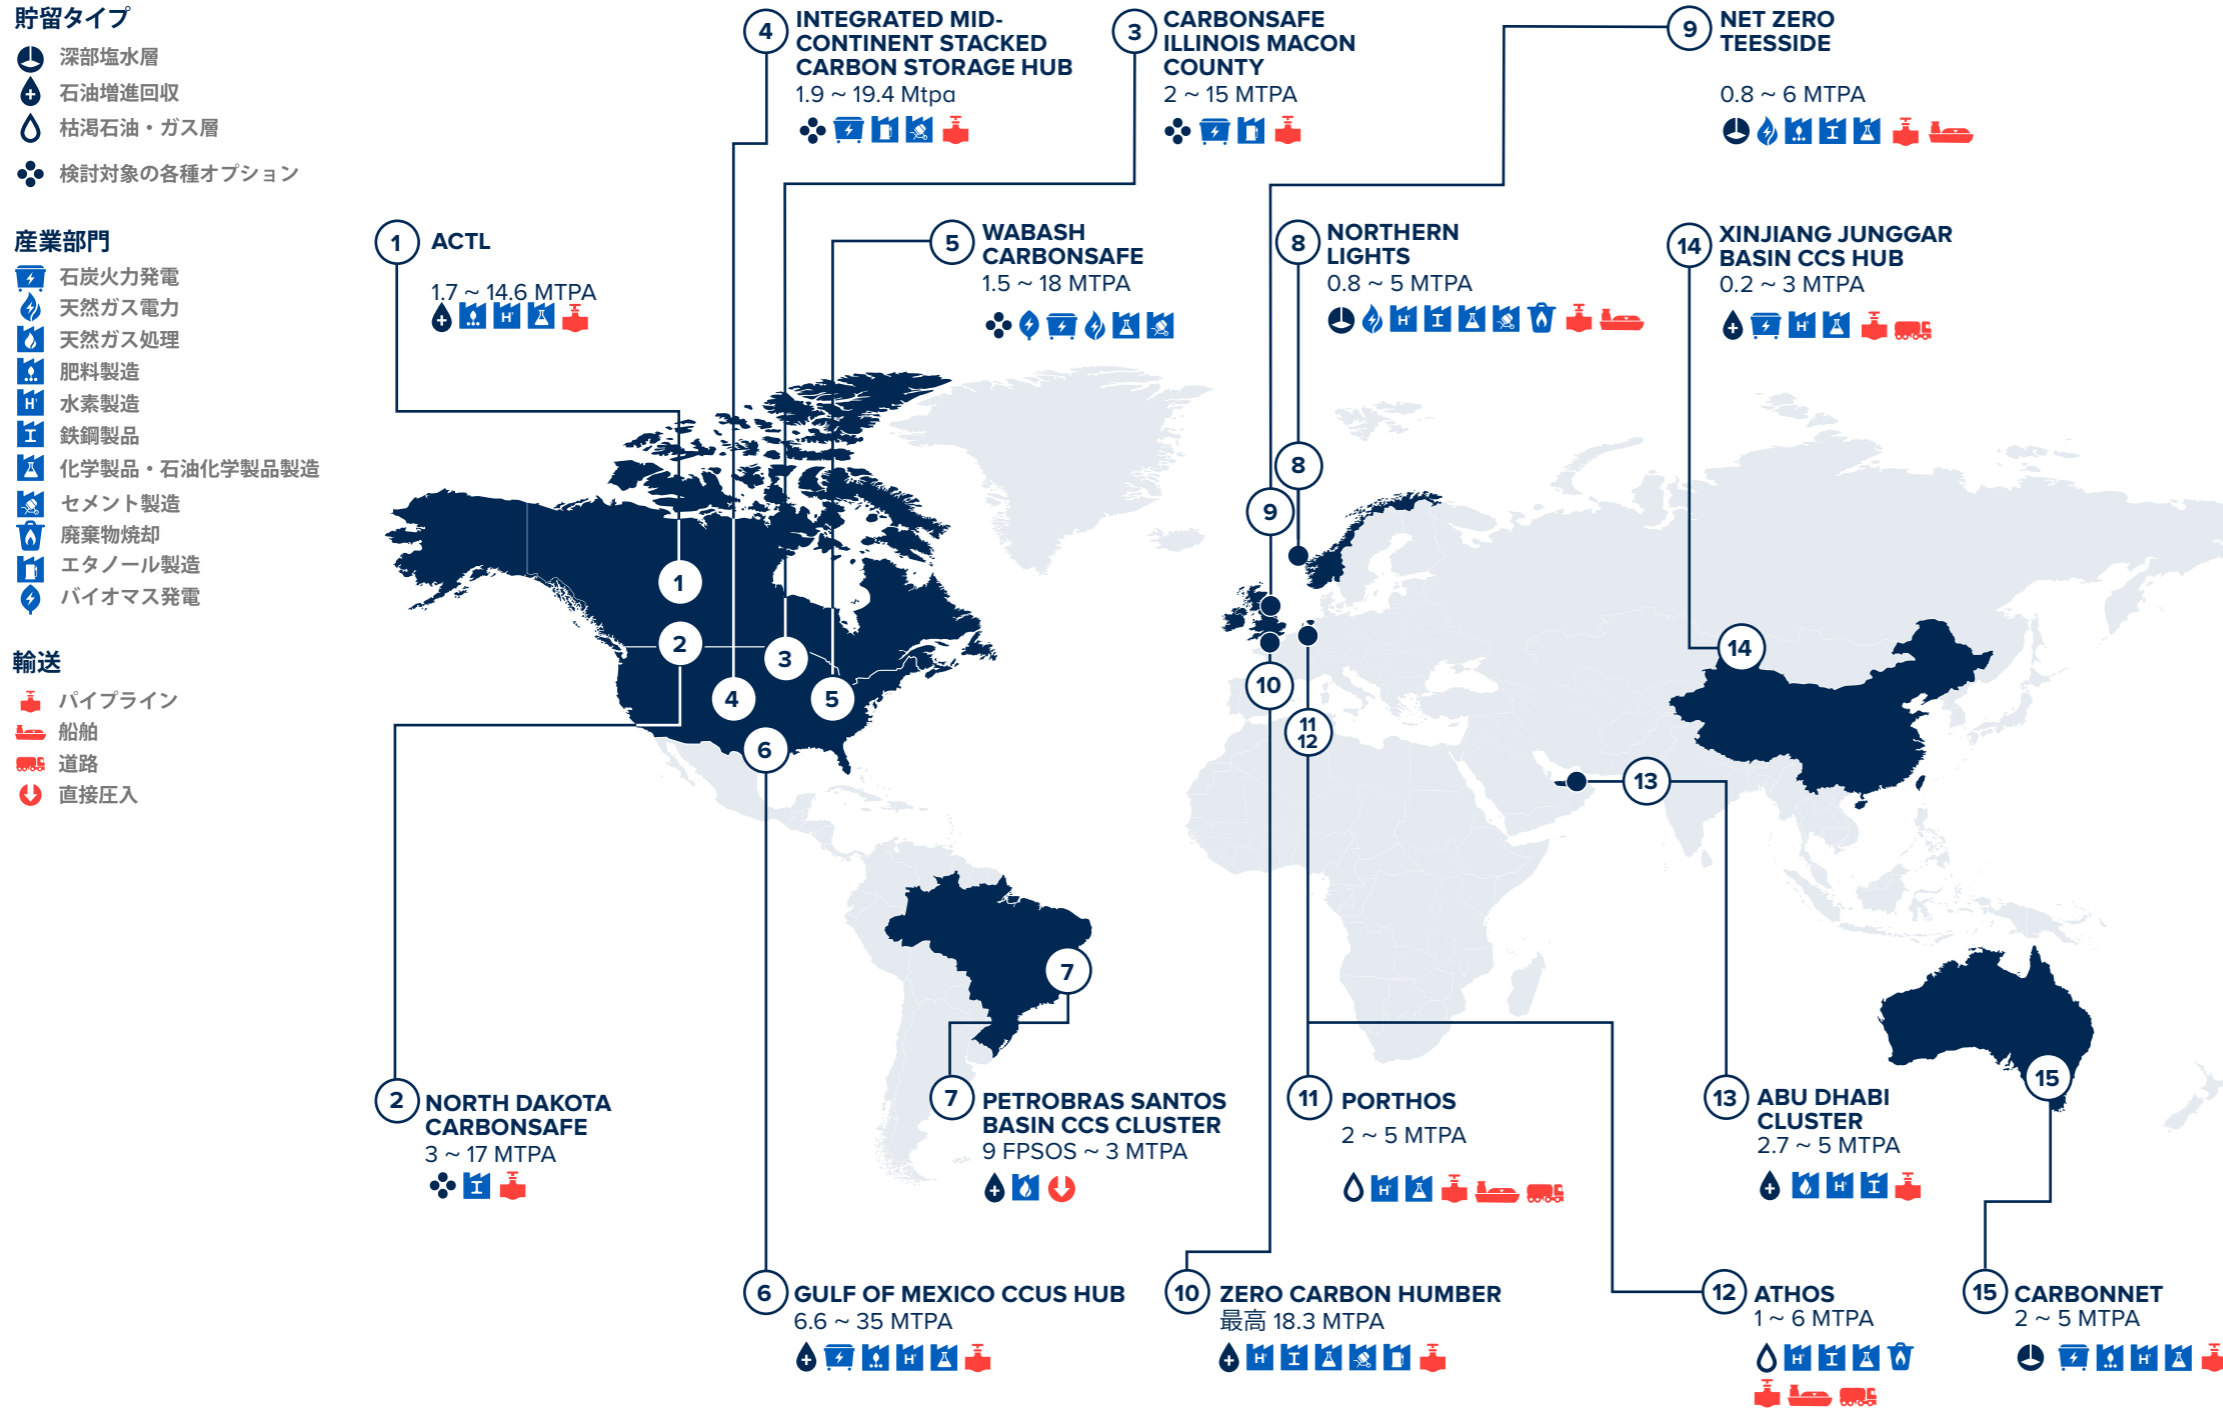 貯留タイプ
深部塩水層
石油増進回収
枯渇石油・ガス層
検討対象の各種オプション
産業部門
石炭火力発電
天然ガス電力
天然ガス処理
肥料製造
水素製造
鉄鋼製品
化学製品・石油化学製品製造
セメント製造
廃棄物焼却
エタノール製造
バイオマス発電
輸送
パイプライン
船舶
道路
直接圧入
4
INTEGRATED MID-
CONTINENT STACKED
CARBON STORAGE HUB
1.9 ~ 19.4 Mtpa
3
CARBONSAFE
ILLINOIS MACON
COUNTY
2 ~ 15 MTPA
9
NET ZERO
TEESSIDE
0.8 ~ 6 MTPA
1
ACTL
1.7 ~ 14.6 MTPA
5
WABASH
CARBONSAFE
1.5 ~ 18 MTPA
8
NORTHERN
LIGHTS
0.8 ~ 5 MTPA
14
XINJIANG JUNGGAR
BASIN CCS HUB
0.2 ~ 3 MTPA
8
9
1
2
3
4
5
6
10
11
12
14
13
7
15
2
NORTH DAKOTA
CARBONSAFE
3 ~ 17 MTPA
7
PETROBRAS SANTOS
BASIN CCS CLUSTER
9 FPSOS ~ 3 MTPA
11
PORTHOS
2 ~ 5 MTPA
13
ABU DHABI
CLUSTER
2.7 ~ 5 MTPA
6
GULF OF MEXICO CCUS HUB
6.6 ~ 35 MTPA
10
ZERO CARBON HUMBER
最高 18.3 MTPA
12
ATHOS
1 ~ 6 MTPA
15
CARBONNET
2 ~ 5 MTPA